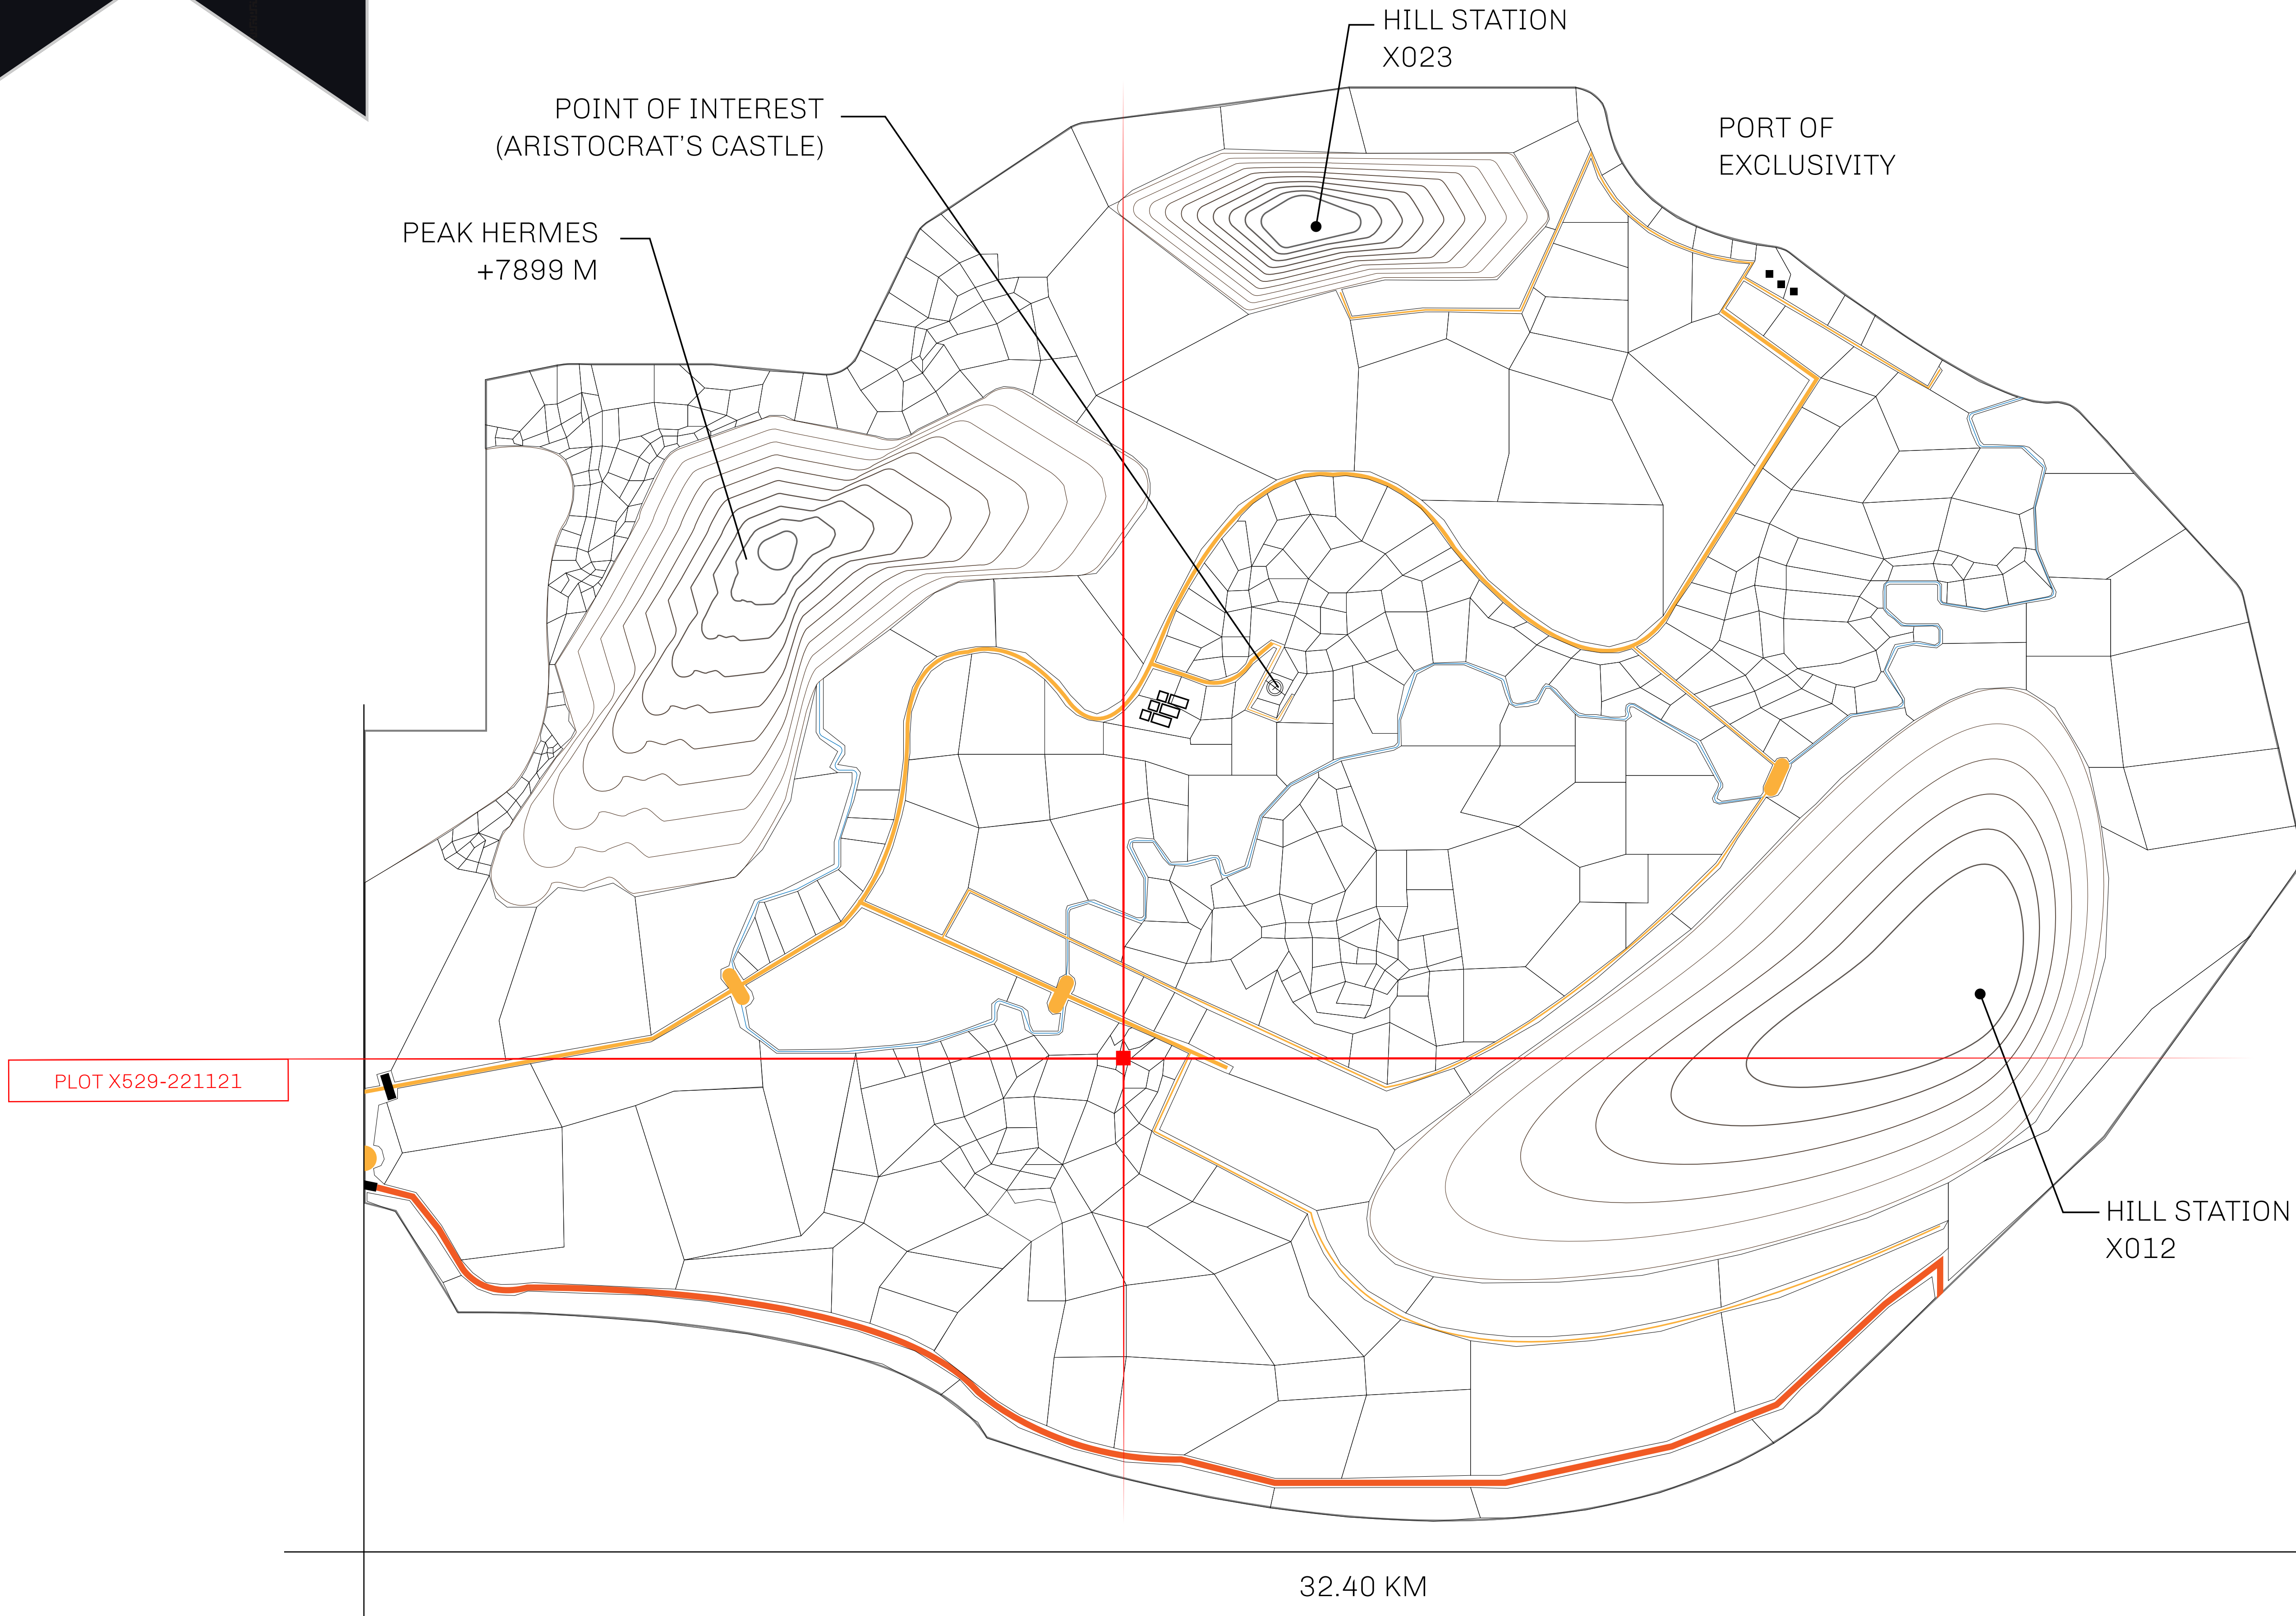 HILL STATION
X023
POINT OF INTEREST
(ARISTOCRAT'S CASTLE)
PORT OF
EXCLUSIVITY
PEAK HERMES
+7899 M
PLOT X529-221121
HILL STATION
X012
32.40 KM